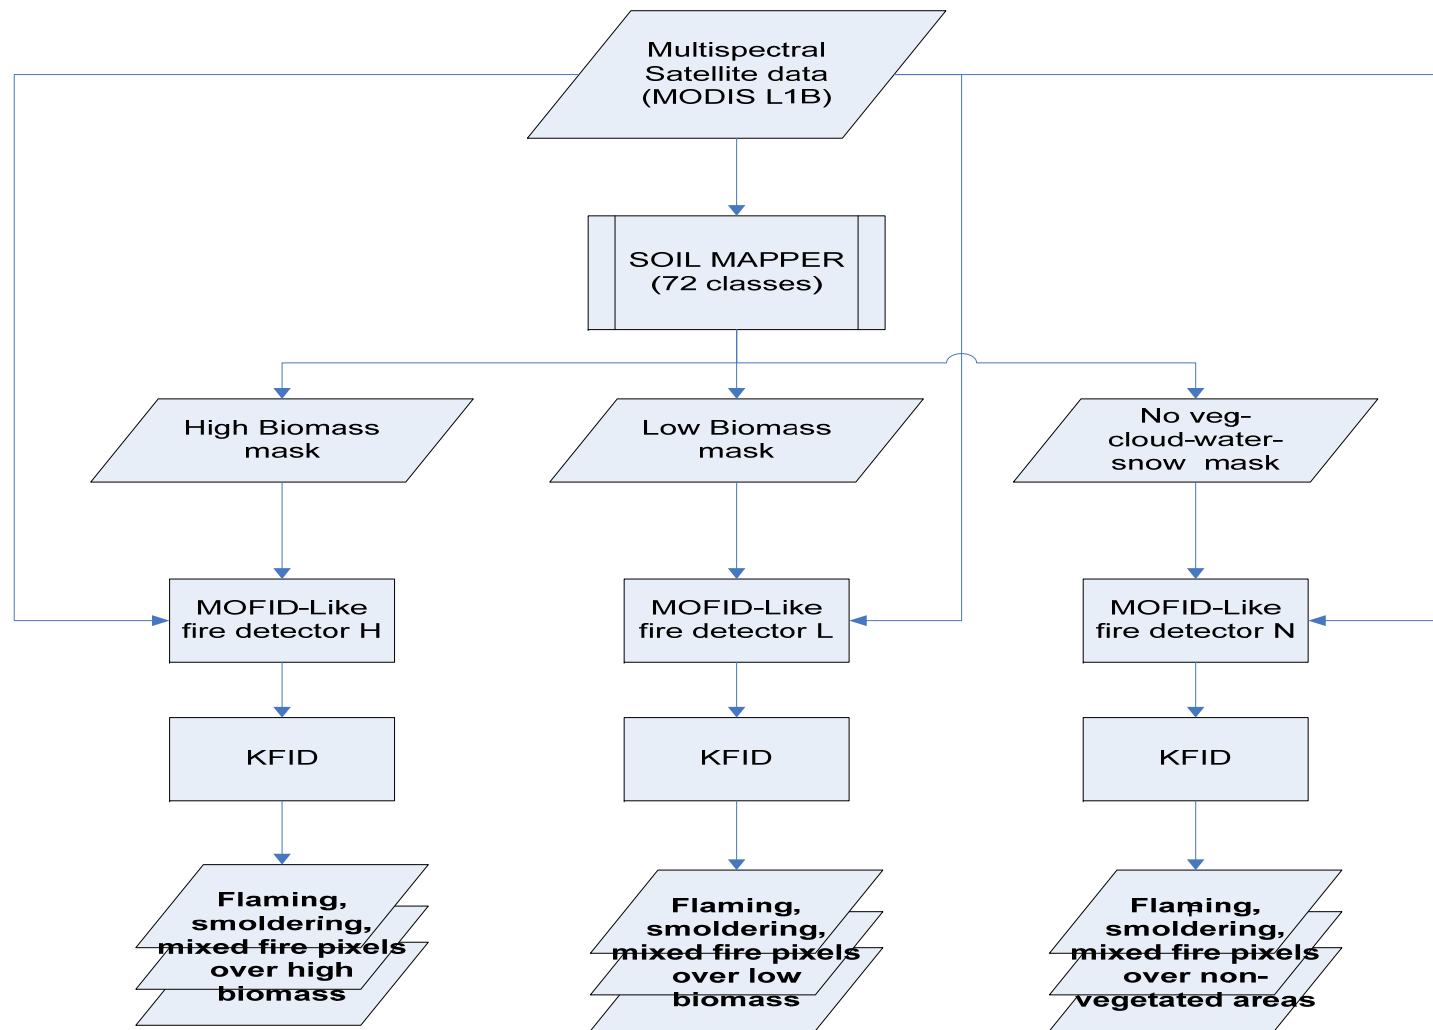 Multispectral
Satellite data
(MODIS L1B)
SOIL MAPPER
(72 classes)
High Biomass
mask
Low Biomass
mask
No veg-
cloud-water-
snow mask
MOFID-Like
fire detector H
MOFID-Like
fire detector L
MOFID-Like
fire detector N
KFID
KFID
KFID
Flaming,
smoldering,
mixed fire pixels
over high
biomass
Flaming,
smoldering,
mixed fire pixels
over low
biomass
Flaming,
smoldering,
mixed fire pixels
over non-
vegetated areas